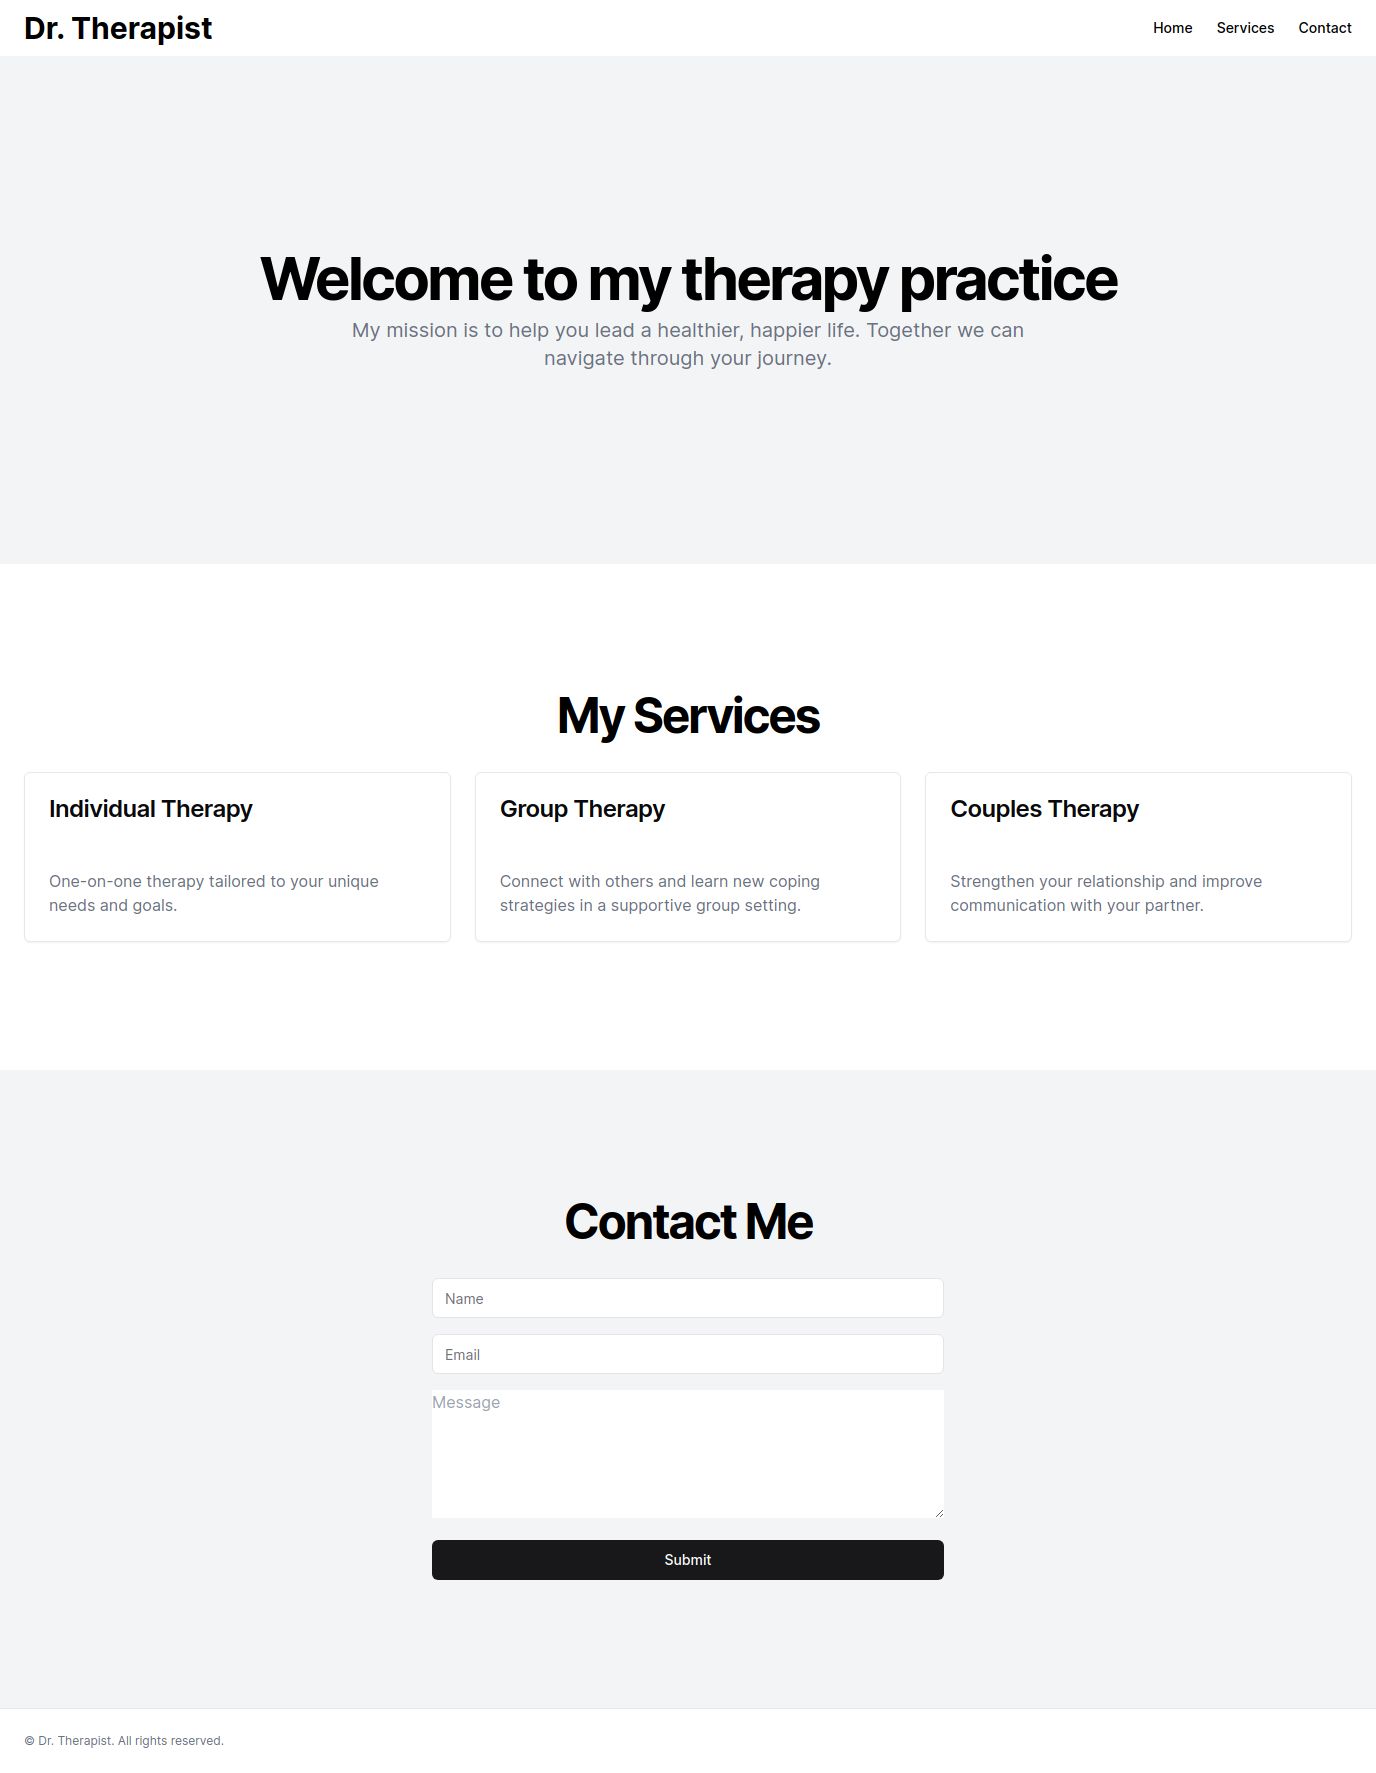 Dr. Therapist
Home Services Contact
Welcome to my therapy practice
My mission is to help you lead a healthier, happier life. Together we can
navigate through your journey.
My Services
Individual Therapy
One-on-one therapy tailored to your unique
needs and goals.
Group Therapy
Connect with others and learn new coping
strategies in a supportive group setting.
Couples Therapy
Strengthen your relationship and improve
communication with your partner.
Contact Me
Name
Email
Message
Submit
© Dr. Therapist. All rights reserved.